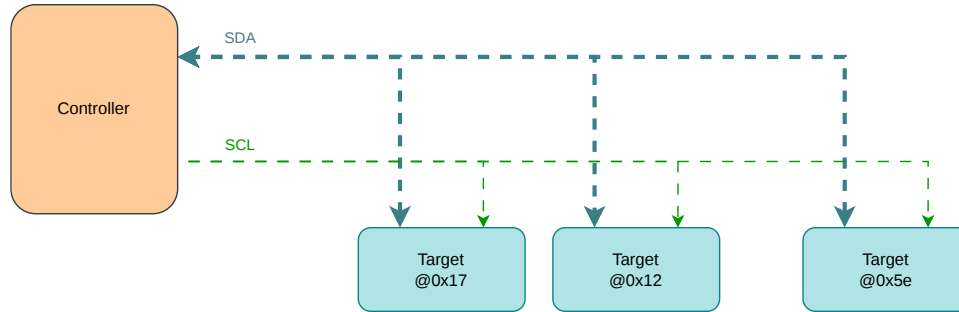 SDA
Controller
SCL
Target
@0x17
Target
@0x12
Target
@0x5e